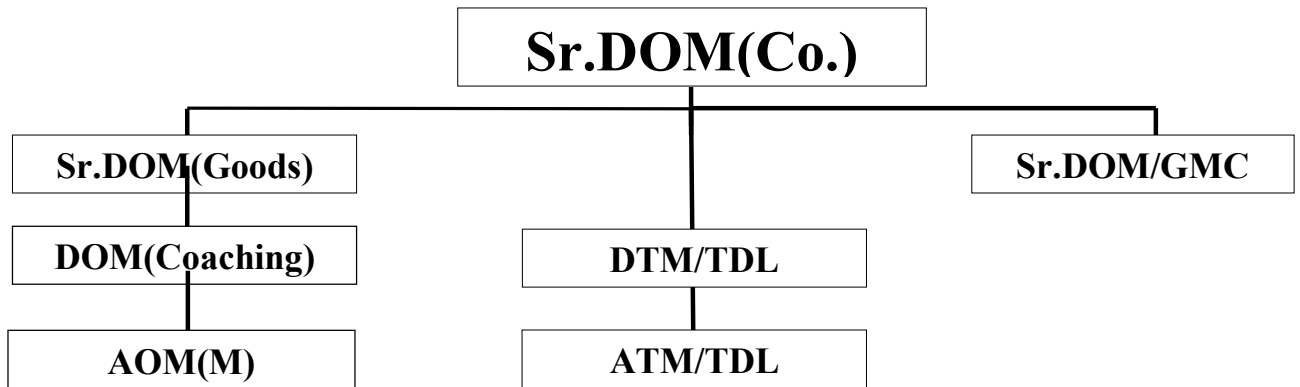 Sr.DOM(Co.)
Sr.DOM(Goods)
Sr.DOM/GMC
DOM(Coaching)
DTM/TDL
AOM(M)
ATM/TDL